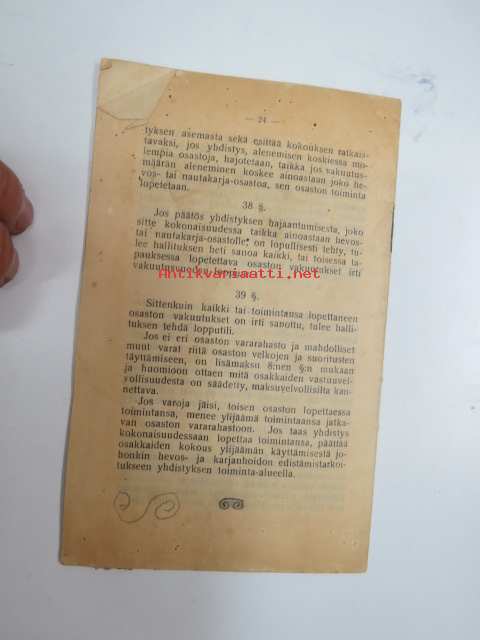 — 24 —
tyksen asemasta sekä esittää kokouksen ratkais-
tavaksi, jos yhdistys, alenemisen koskiessa mo-
lempia osastoja, hajotetaan, taikka jos vakuutus-
määrän aleneminen koskee ainoastaan joko he-
vos- tai nautakarja-osastoa, sen osaston toiminta
lopetetaan.
38 §.
Jos päätös yhdistyksen hajaantumisesta, joko
sitte kokonaisuudessa taikka ainoastaan hevos-
tai nautakarja-osastolle, on lopullisesti tehty, tu-
lee hallituksen heti sanoa kaikki, tai toisessa ta-
pauksessa lopetettava osaston vakuutukset irti
vakuutusvuoden
Antikvariaatti.net
39 §.
Sittenkuin kaikki tai toimintansa lopettaneen
osaston vakuutukset on irti sanottu, tulee halli-
tuksen tehdä lopputili.
Jos ei eri osaston vararahasto ja mahdolliset
muut varat riitä osaston velkojen ja suoritusten
täyttämiseen, on lisämaksu 8:nen §:n mukaan
ja huomioon ottaen mitä osakkaiden vastuuvel-
vollisuudesta on säädetty, maksuvelvollisilta kan-
nettava.
Jos varoja jäisi, toisen osaston lopettaessa
toimintansa, menee ylijäämä toimintaansa jatka-
van osaston vararahastoon. Jos taas yhdistys
kokonaisuudessaan lopettaa toimintansa, päättää
osakkaiden kokous ylijäämän käyttämisestä jo-
honkin hevos- ja karjanhoidon edistämistarkoi-
tukseen yhdistyksen toiminta-alueella.